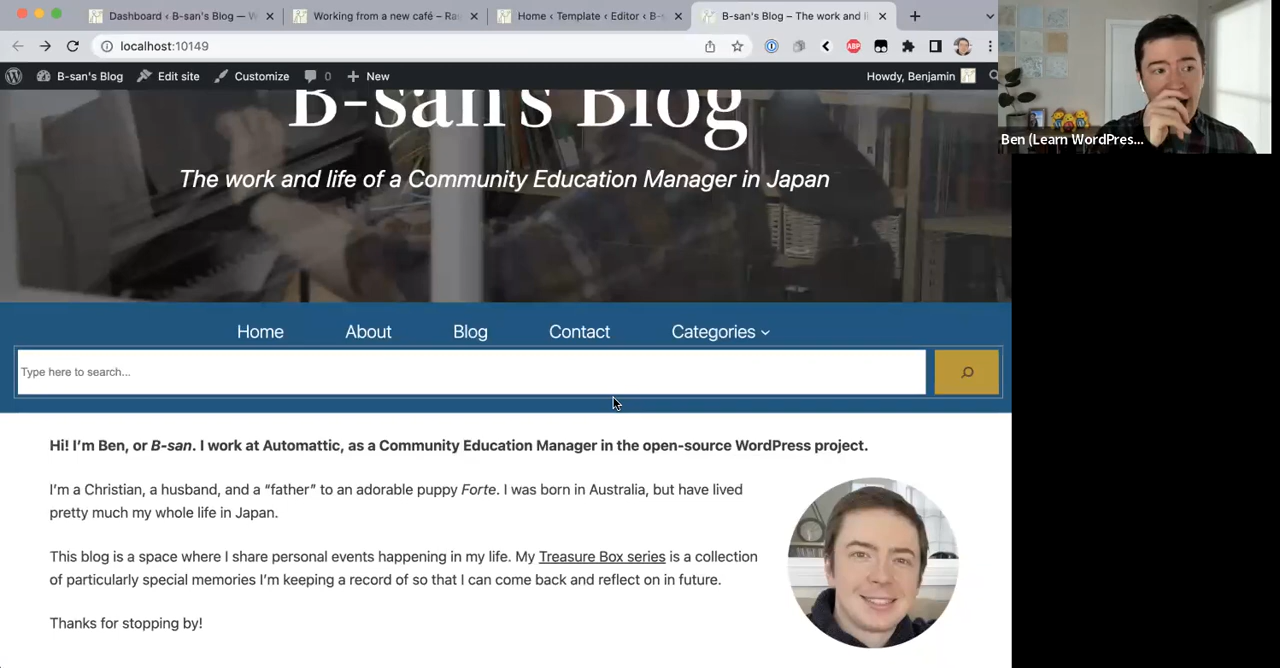 Dashboard ‹ B-san's Blog — W
Working from a new café – Ra
Home ‹ Template ‹ Editor ‹ B-
B-san's Blog – The work and li
localhost:10149
ABP
B-san's Blog
Edit site
Customize
0
New
Howdy, Benjamin
Ben (Learn WordPres...
B-san's Blog
The work and life of a Community Education Manager in Japan
Home
About
Blog
Contact
Categories
Type here to search...
Hi! I'm Ben, or B-san. I work at Automattic, as a Community Education Manager in the open-source WordPress project.
I'm a Christian, a husband, and a “father” to an adorable puppy Forte. I was born in Australia, but have lived
pretty much my whole life in Japan.
This blog is a space where I share personal events happening in my life. My Treasure Box series is a collection
of particularly special memories I'm keeping a record of so that I can come back and reflect on in future.
Thanks for stopping by!